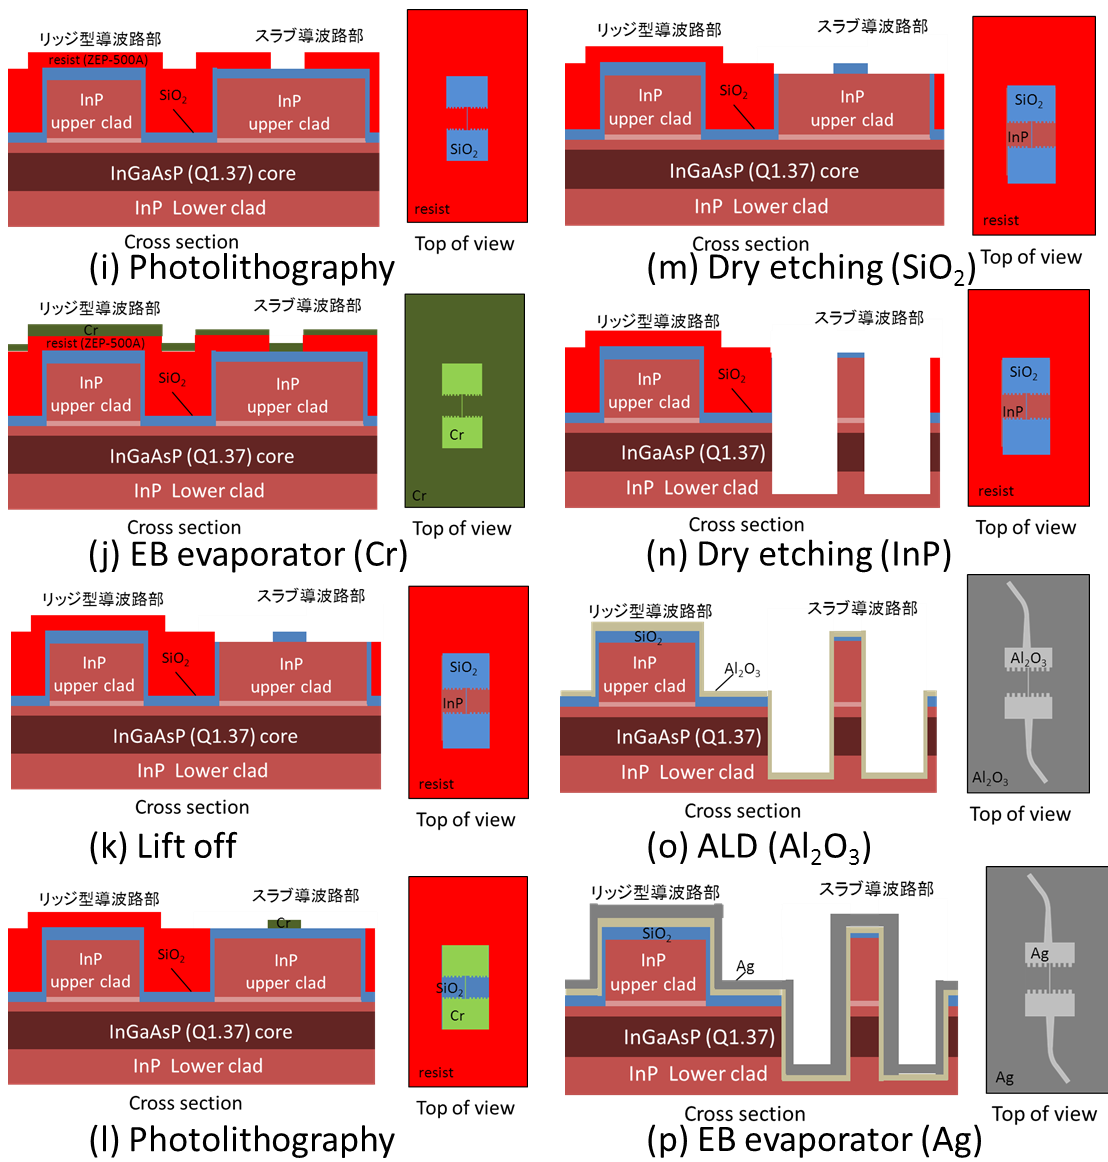 リッジ型導波路部
スラブ導波路部
resist (ZEP-500A)
SiO2
InP
upper clad
InP
upper clad
InGaAsP (Q1.37) core
InP Lower clad
SiO2
resist
Cross section
Top of view
(i) Photolithography
リッジ型導波路部
スラブ導波路部
Cr
resist (ZEP-500A)
SiO2
InP
upper clad
InP
upper clad
InGaAsP (Q1.37) core
InP Lower clad
Cr
Cr
Cross section
Top of view
(j) EB evaporator (Cr)
リッジ型導波路部
スラブ導波路部
SiO2
InP
upper clad
InP
upper clad
InGaAsP (Q1.37) core
InP Lower clad
SiO2
InP
resist
Cross section
Top of view
(k) Lift off
リッジ型導波路部
スラブ導波路部
Cr
SiO2
InP
upper clad
InP
upper clad
InGaAsP (Q1.37) core
InP Lower clad
SiO2
Cr
resist
Cross section
Top of view
(l) Photolithography
リッジ型導波路部
スラブ導波路部
SiO2
InP
upper clad
InP
upper clad
InGaAsP (Q1.37) core
InP Lower clad
SiO2
InP
resist
Cross section
Top of view
(m) Dry etching (SiO2)
リッジ型導波路部
スラブ導波路部
SiO2
InP
upper clad
InGaAsP (Q1.37)
InP Lower clad
SiO2
InP
resist
Cross section
Top of view
(n) Dry etching (InP)
リッジ型導波路部
スラブ導波路部
SiO2
InP
upper clad
Al2O3
InGaAsP (Q1.37)
InP Lower clad
Al2O3
Al2O3
Cross section
Top of view
(o) ALD (Al2O3)
リッジ型導波路部
スラブ導波路部
SiO2
InP
upper clad
Ag
InGaAsP (Q1.37)
InP Lower clad
Ag
Ag
Cross section
Top of view
(p) EB evaporator (Ag)